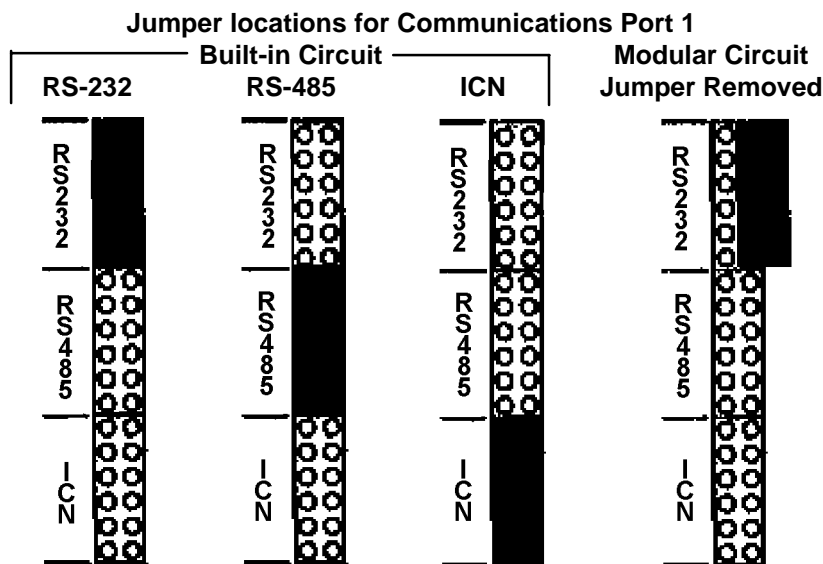 Jumper locations for Communications Port 1
Built-in Circuit
Modular Circuit
Jumper Removed
RS-232
RS-485
ICN
RS232
RS485
ICN
RS232
RS485
ICN
RS232
RS485
ICN
RS232
RS485
ICN